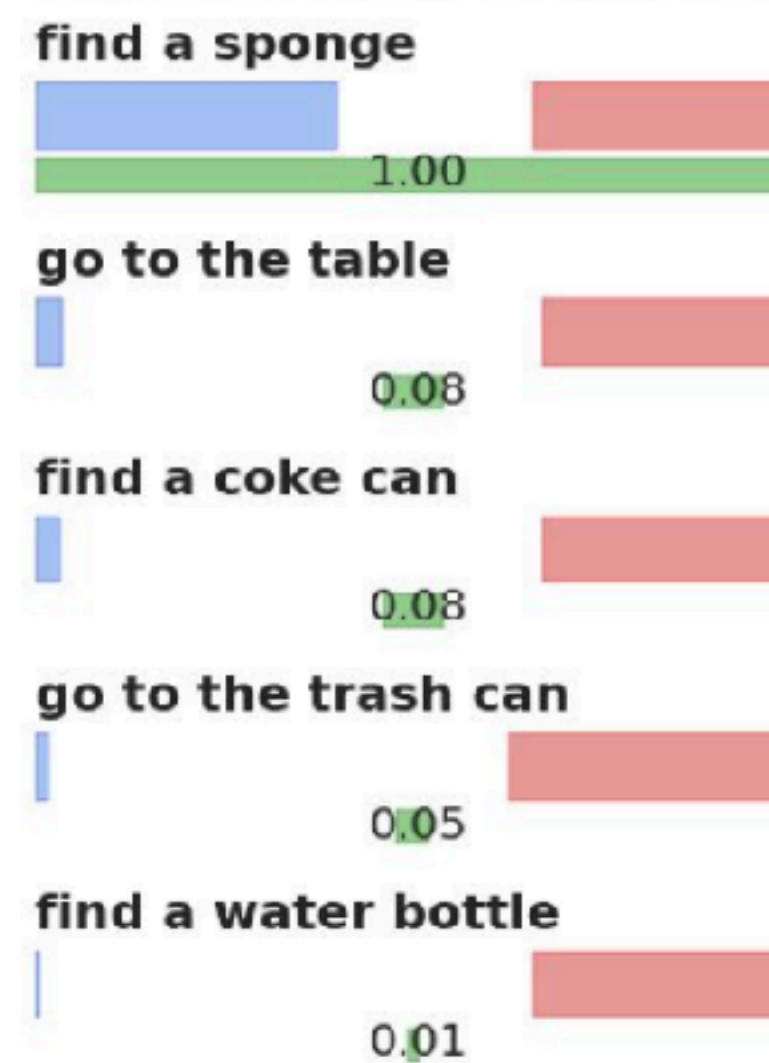 find a sponge
1.00
go to the table
0.08
find a coke can
0.08
go to the trash can
0.05
find a water bottle
0.01